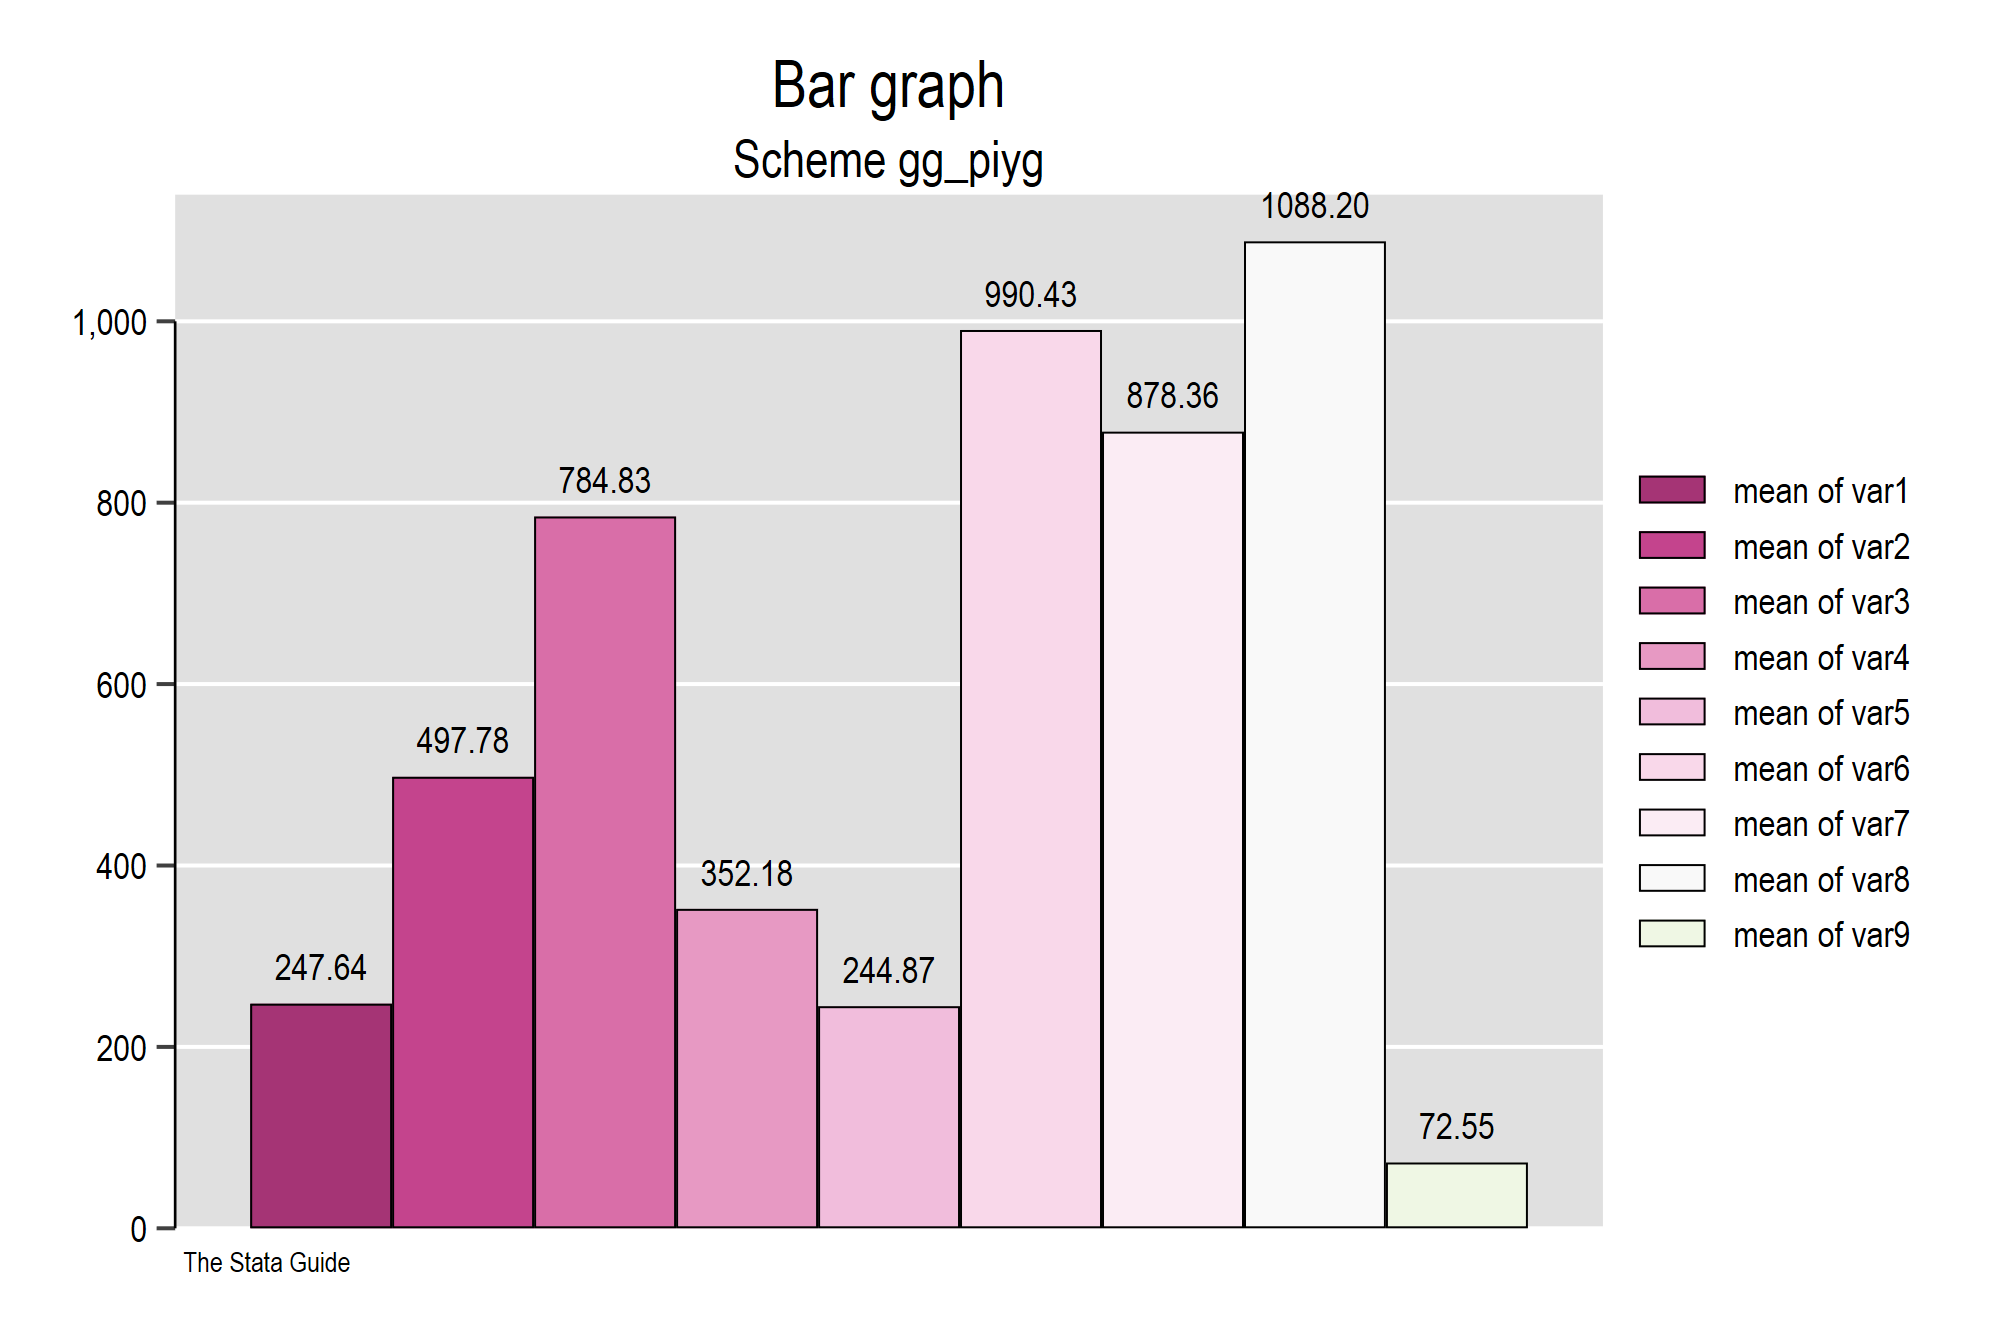 Bar graph
Scheme gg_piyg
1088.20
990.43
878.36
784.83
497.78
352.18
247.64
244.87
72.55
1,000
800
600
400
200
0
mean of var1
mean of var2
mean of var3
mean of var4
mean of var5
mean of var6
mean of var7
mean of var8
mean of var9
The Stata Guide